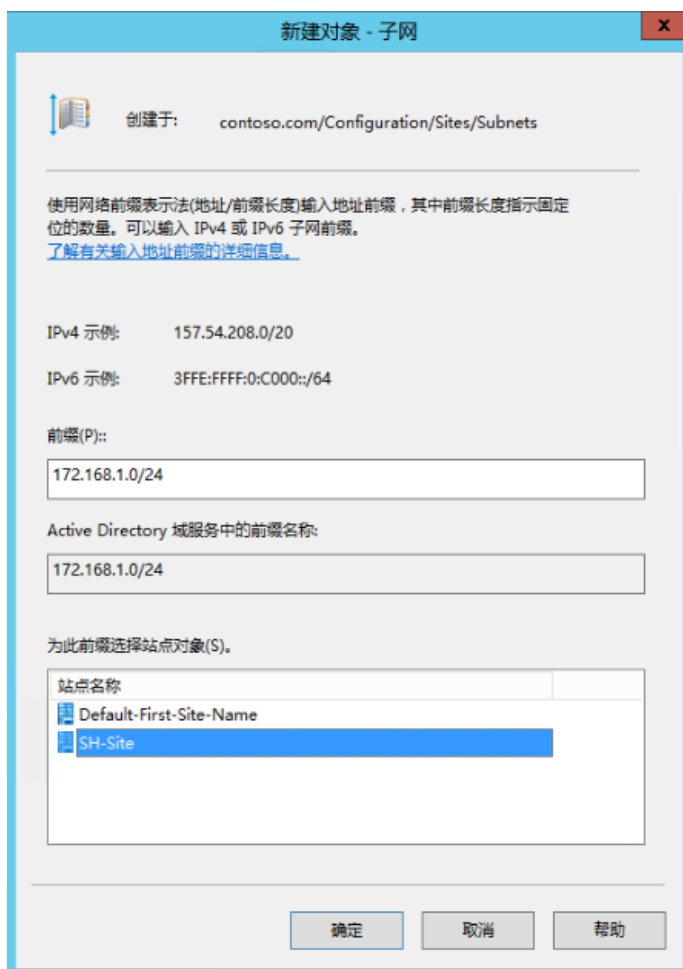 新建对象 - 子网
x
创建于: contoso.com/Configuration/Sites/Subnets
使用网络前缀表示法(地址/前缀长度)输入地址前缀，其中前缀长度指示固定
位的数量。可以输入 IPv4 或 IPv6 子网前缀。
了解有关输入地址前缀的详细信息。
IPv4 示例: 157.54.208.0/20
IPv6 示例: 3FFE:FFFF:0:C000::/64
前缀(P)::
172.168.1.0/24
Active Directory 域服务中的前缀名称:
172.168.1.0/24
为此前缀选择站点对象(S)。
站点名称
Default-First-Site-Name
SH-Site
确定 取消 帮助